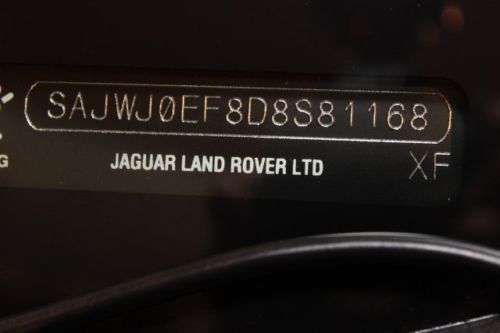 SAJWJ0EF8D8S81168
G
JAGUAR LAND ROVER LTD
XF